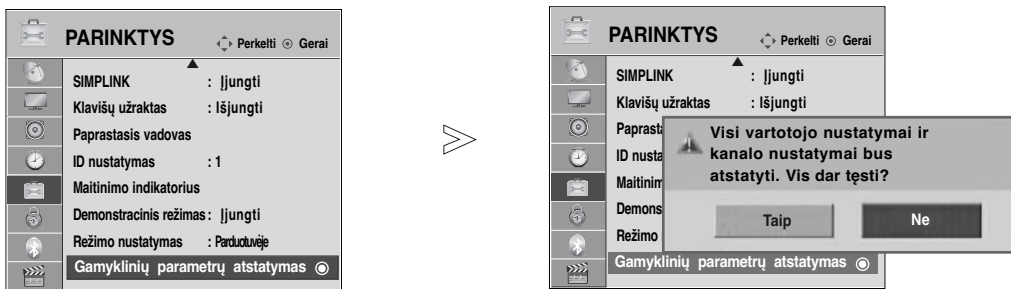 PARINKTYS Perkelti Gerai
SIMPLINK : Įjungti
Klavišų užraktas : Išjungti
Paprastasis vadovas
ID nustatymas : 1
Maitinimo indikatorius
Demonstracinis režimas : Įjungti
Režimo nustatymas : Parduotuvėje
Gamyklinių parametrų atstatymas
PARINKTYS Perkelti Gerai
SIMPLINK : Įjungti
Klavišų užraktas : Išjungti
Paprasta
ID nusta
Maitinim
Demons
Režimo
Gamyklinių parametrų atstatymas
Visi vartotojo nustatymai ir
kanalo nustatymai bus
atstatyti. Vis dar tęsti?
Taip Ne